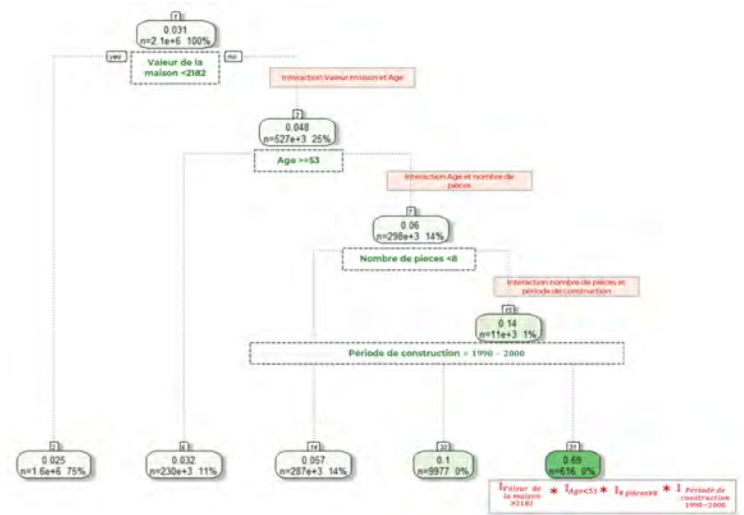 1
0.031
n=2.1e+6 100%
yes
Valeur de la
maison <2182
no
Interaction Valeur maison et Age
3
0.048
n=527e+3 25%
Age >=53
Interaction Age et nombre de
pièces
7
0.06
n=298e+3 14%
Nombre de pieces <8
Interaction nombre de pièces et
période de construction
15
0.14
n=11e+3 1%
Période de construction = 1990 – 2000
2
0.025
n=1.6e+6 75%
6
0.032
n=230e+3 11%
14
0.057
n=287e+3 14%
30
0.1
n=9977 0%
31
0.69
n=616 0%
𝕀Valeur de la maison ≥2182 * 𝕀Age<53 * 𝕀# pièces≥8 * 𝕀Période de construction 1990–2000